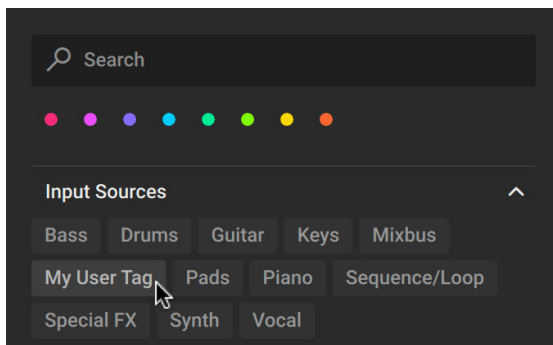 Search
Input Sources
Bass Drums Guitar Keys Mixbus
My User Tag Pads Piano Sequence/Loop
Special FX Synth Vocal